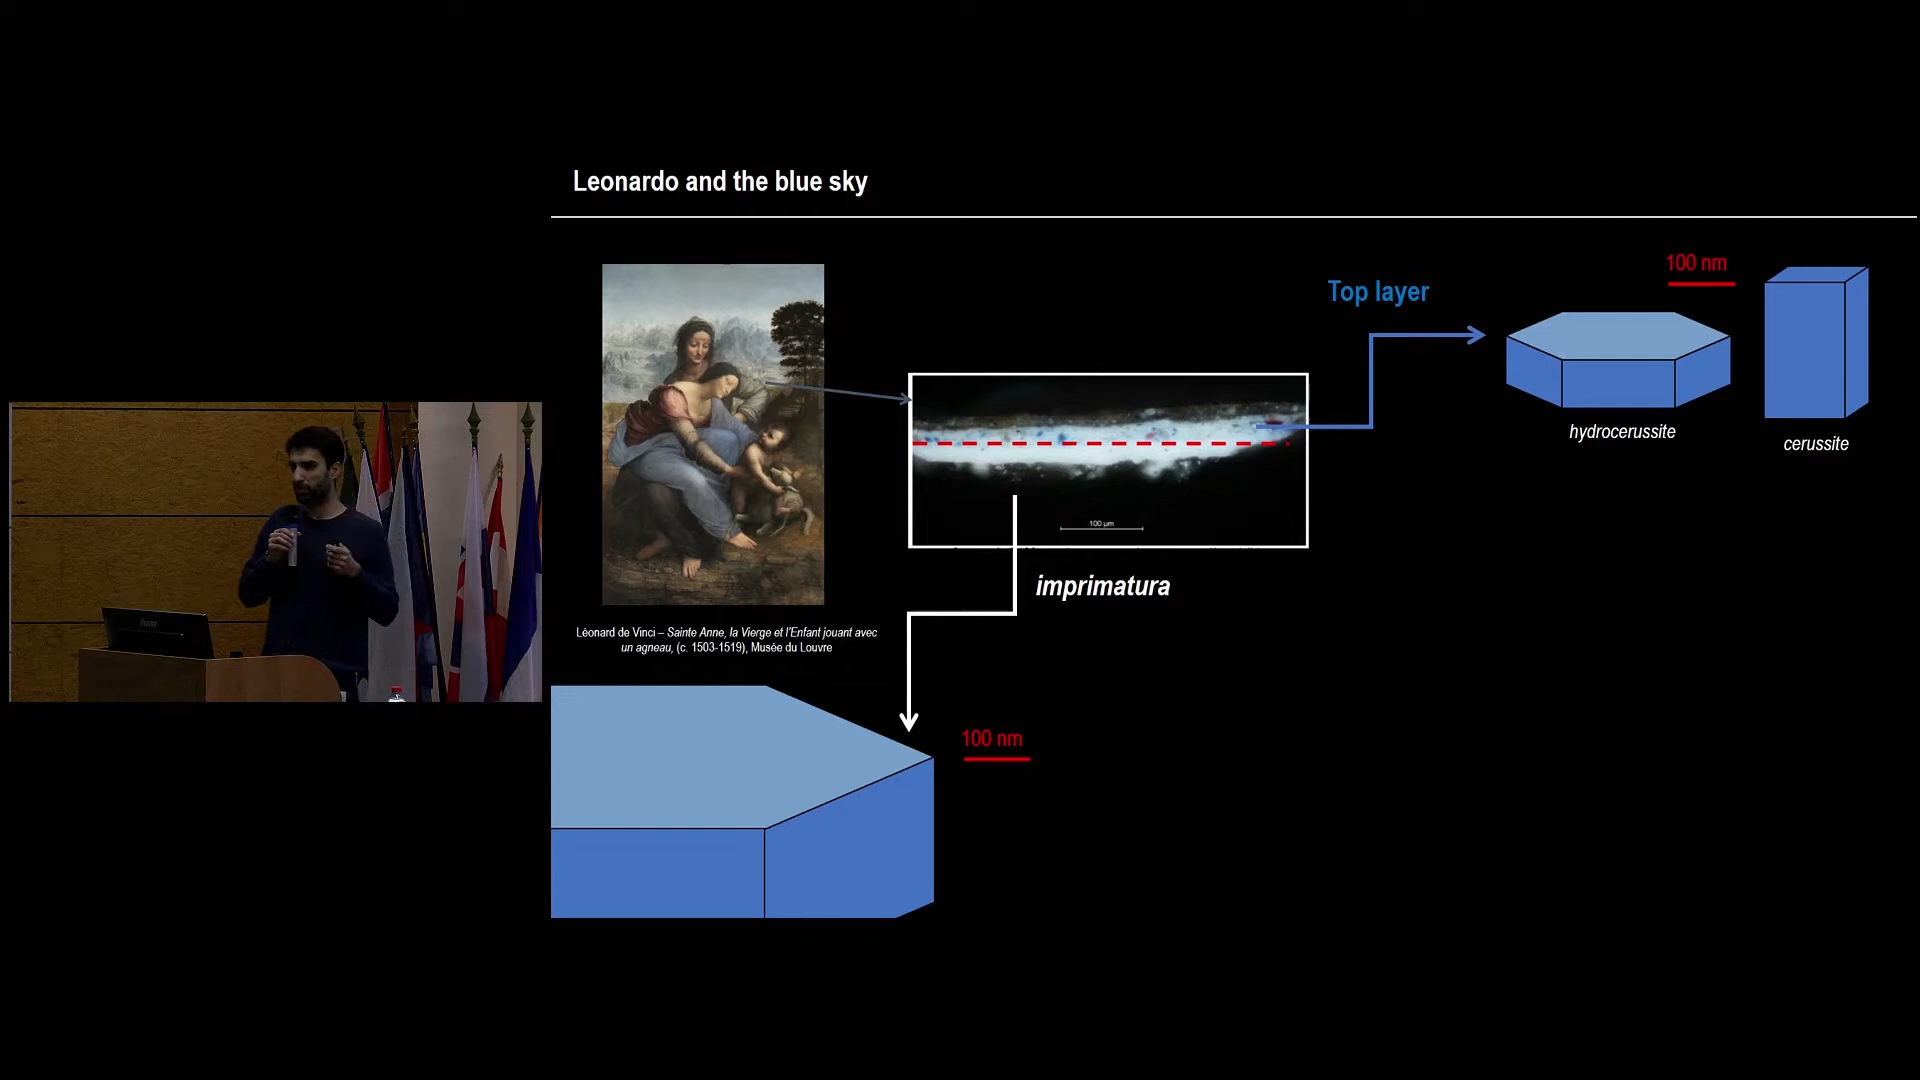 Leonardo and the blue sky
100 nm
Top layer
hydrocerussite
cerussite
100 µm
imprimatura
Léonard de Vinci – Sainte Anne, la Vierge et l'Enfant jouant avec
un agneau, (c. 1503-1519), Musée du Louvre
100 nm